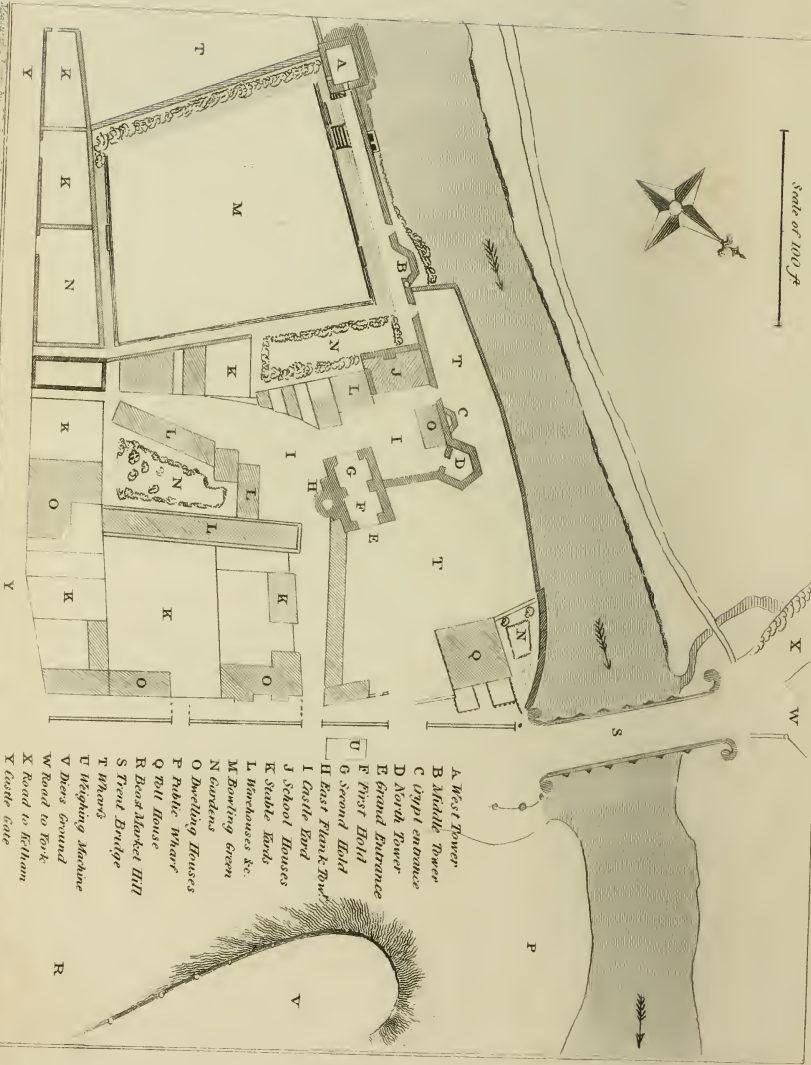 Scale of 100 ft
A West Tower
B Middle Tower
C Crypt entrance
D North Tower
E Grand Entrance
F First Hold
G Second Hold
H East Flank Towr
I Castle Yard
J School Houses
K Stable Yards
L Warehouses &c.
M Bowling Green
N Gardens
O Dwelling Houses
P Public Wharf
Q Toll House
R Beast Market Hill
S Trent Bridge
T Wharfs
U Weighing Machine
V Diers Ground
W Road to York
X Road to Kelham
Y Castle Gate
A
T
M
B
K
K
N
Y
N
K
J
L
T
C
O
D
I
I
G
F
H
E
L
N
L
L
K
O
K
K
K
O
O
Y
T
Q
N
S
X
W
U
P
V
R